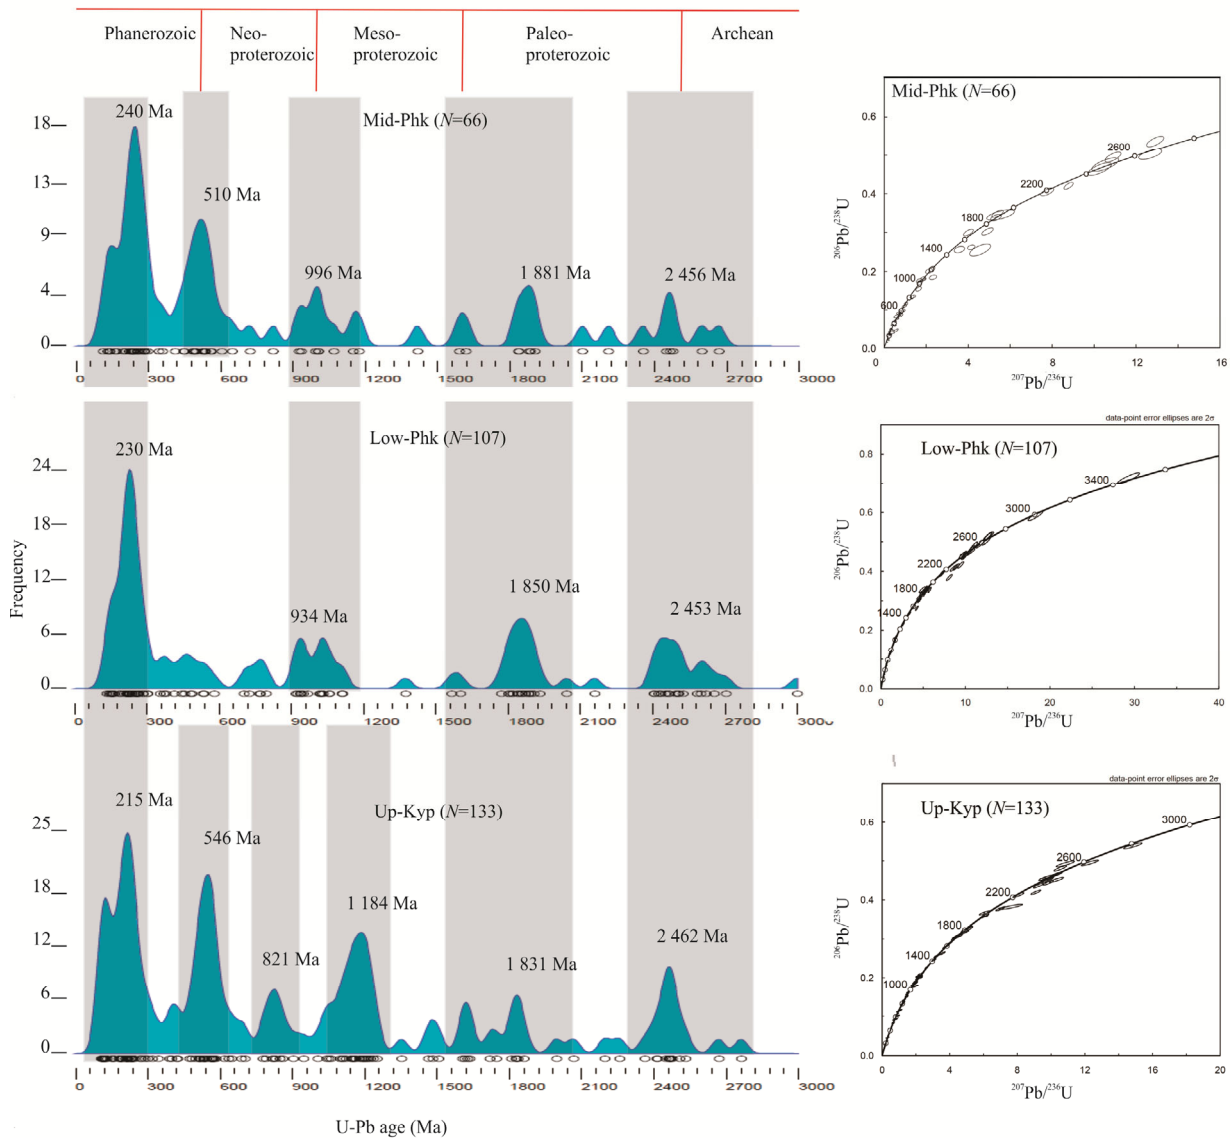 Phanerozoic
Neo-
proterozoic
Meso-
proterozoic
Paleo-
proterozoic
Archean
240 Ma
Mid-Phk (N=66)
510 Ma
996 Ma
1 881 Ma
2 456 Ma
18
13
9
4
0
0 300 600 900 1200 1500 1800 2100 2400 2700 3000
230 Ma
Low-Phk (N=107)
934 Ma
1 850 Ma
2 453 Ma
24
18
12
6
0
0 300 600 900 1200 1500 1800 2100 2400 2700 3000
Frequency
215 Ma
Up-Kyp (N=133)
546 Ma
821 Ma
1 184 Ma
1 831 Ma
2 462 Ma
25
18
12
6
0
0 300 600 900 1200 1500 1800 2100 2400 2700 3000
U-Pb age (Ma)
Mid-Phk (N=66)
0.6
0.4
0.2
0.0
600
1000
1400
1800
2200
2600
0 4 8 12 16
206Pb/238U
207Pb/236U
data-point error ellipses are 2σ
Low-Phk (N=107)
0.8
0.6
0.4
0.2
0.0
1400
1800
2200
2600
3000
3400
0 10 20 30 40
206Pb/238U
207Pb/236U
data-point error ellipses are 2σ
Up-Kyp (N=133)
0.6
0.4
0.2
0.0
1000
1400
1800
2200
2600
3000
0 4 8 12 16 20
206Pb/238U
207Pb/236U